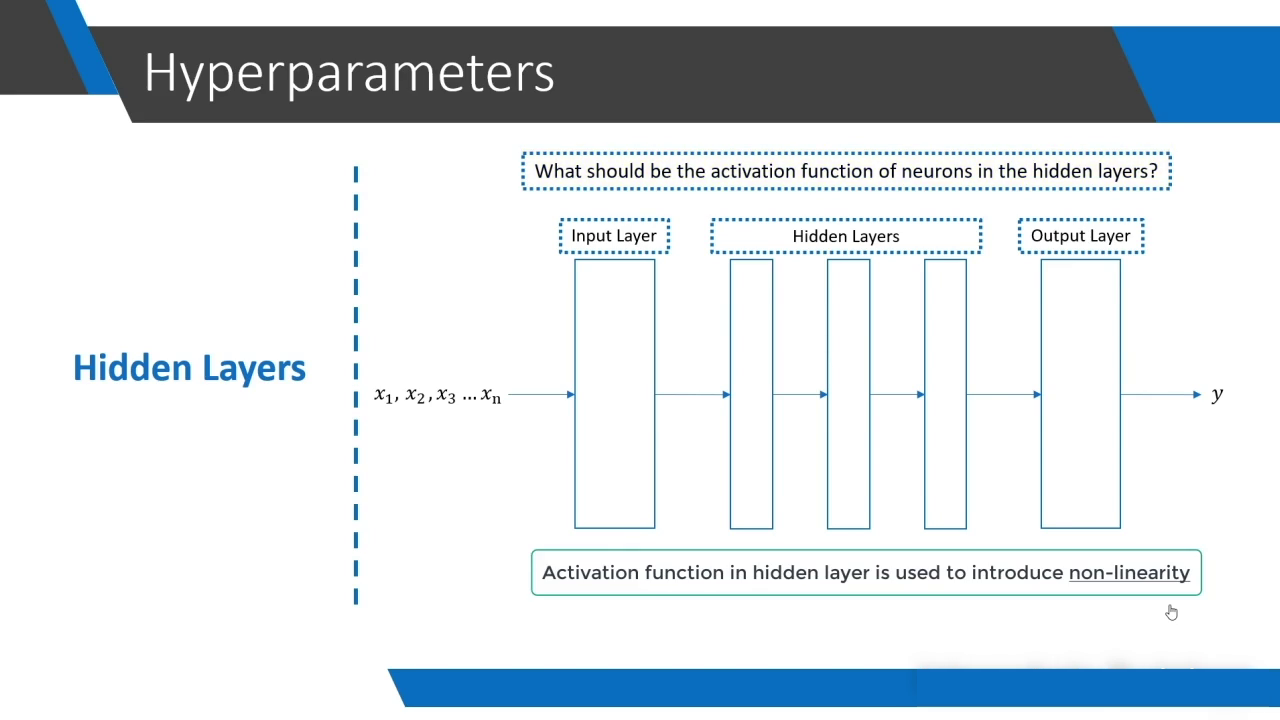 Hyperparameters
What should be the activation function of neurons in the hidden layers?
Input Layer
Hidden Layers
Output Layer
Hidden Layers
x₁, x₂, x₃ … xₙ
y
Activation function in hidden layer is used to introduce non-linearity